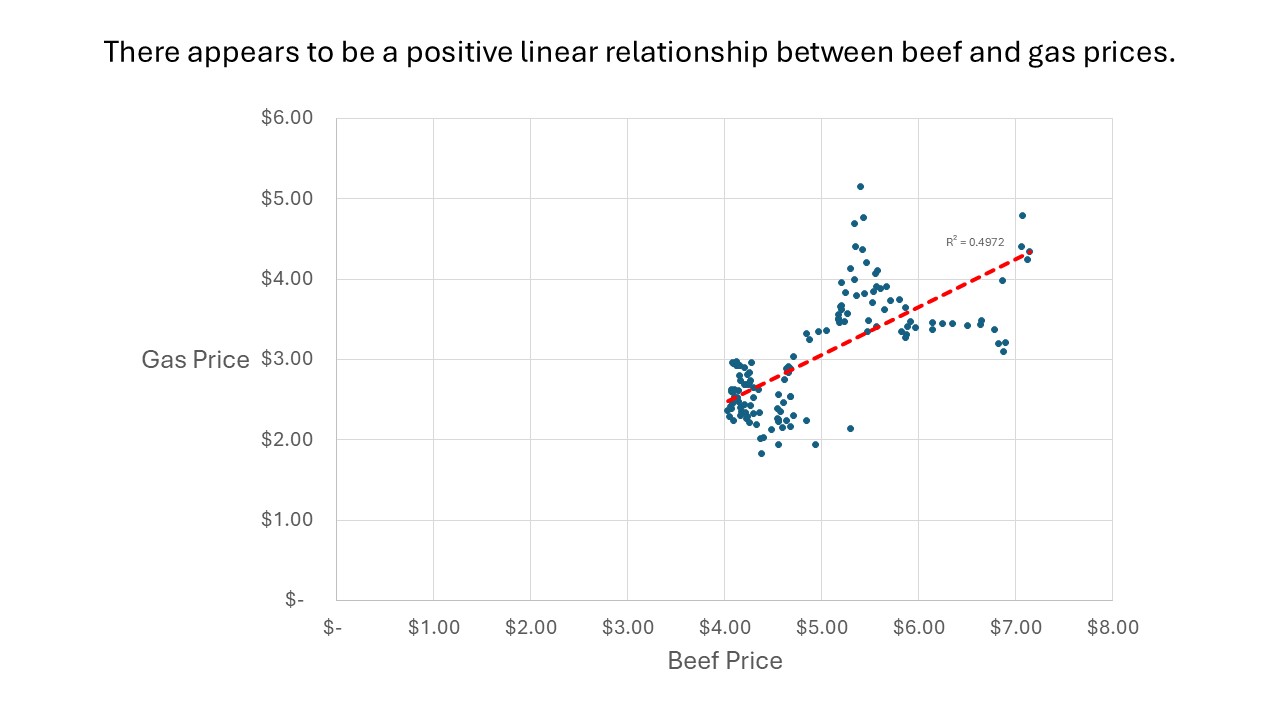 There appears to be a positive linear relationship between beef and gas prices.
$6.00
$5.00
R² = 0.4972
$4.00
Gas Price
$3.00
$2.00
$1.00
$-
$- $1.00 $2.00 $3.00 $4.00 $5.00 $6.00 $7.00 $8.00
Beef Price